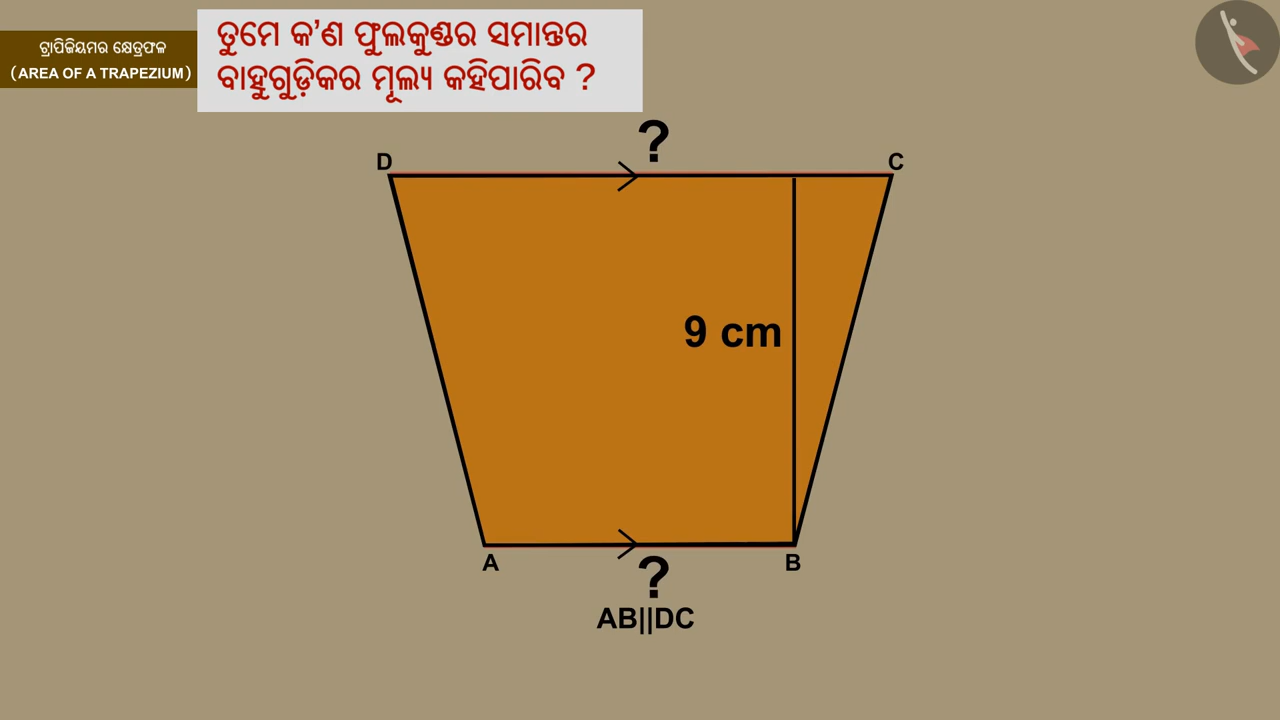 ଟ୍ରାପିଜିୟମର କ୍ଷେତ୍ରଫଳ
(AREA OF A TRAPEZIUM)
ତୁମେ କ’ଣ ଫୁଲକୁଣ୍ଡର ସମାନ୍ତର
ବାହୁଗୁଡ଼ିକର ମୂଲ୍ୟ କହିପାରିବ ?
?
D
C
9 cm
A
B
?
AB||DC